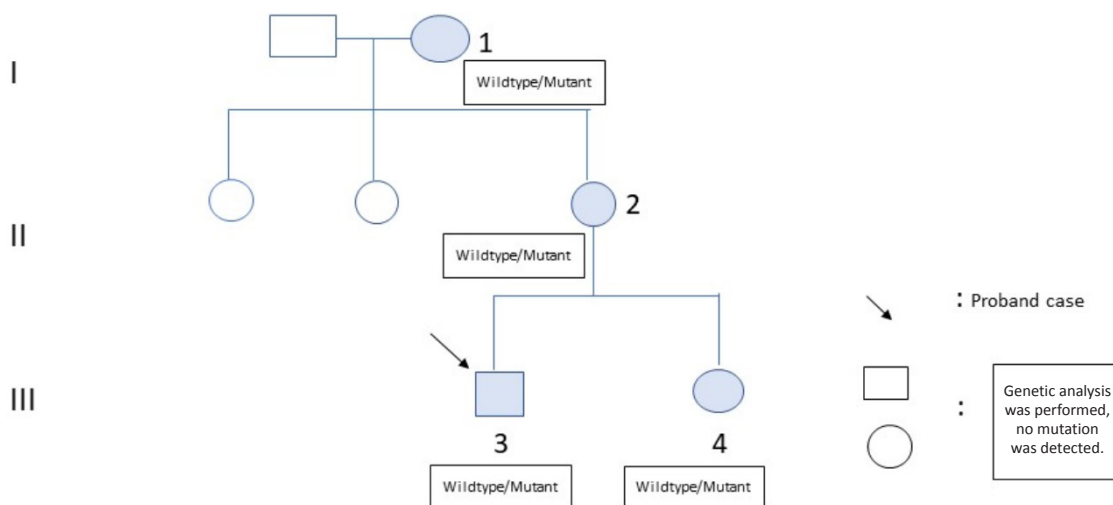 I
1
Wildtype/Mutant
II
2
Wildtype/Mutant
: Proband case
III
3
4
Wildtype/Mutant
Wildtype/Mutant
:
Genetic analysis
was performed,
no mutation
was detected.